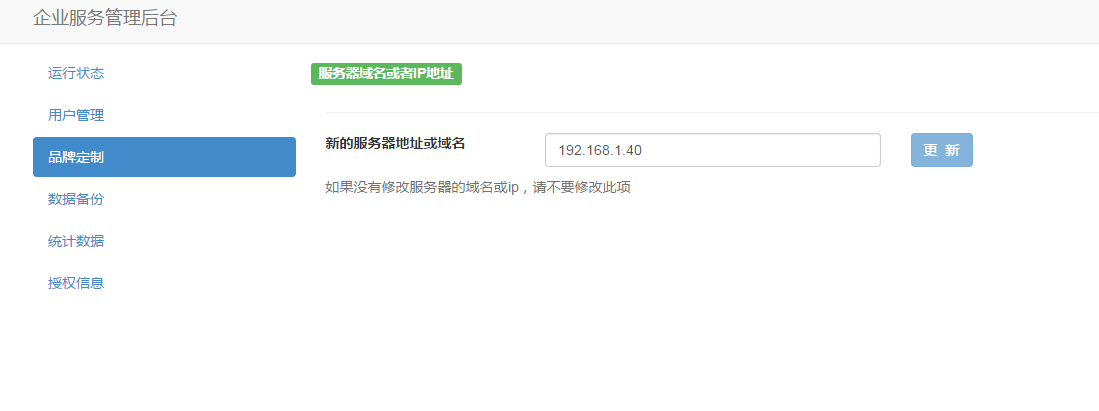 企业服务管理后台
运行状态
用户管理
品牌定制
数据备份
统计数据
授权信息
服务器域名或者IP地址
新的服务器地址或域名
192.168.1.40
更 新
如果没有修改服务器的域名或ip，请不要修改此项